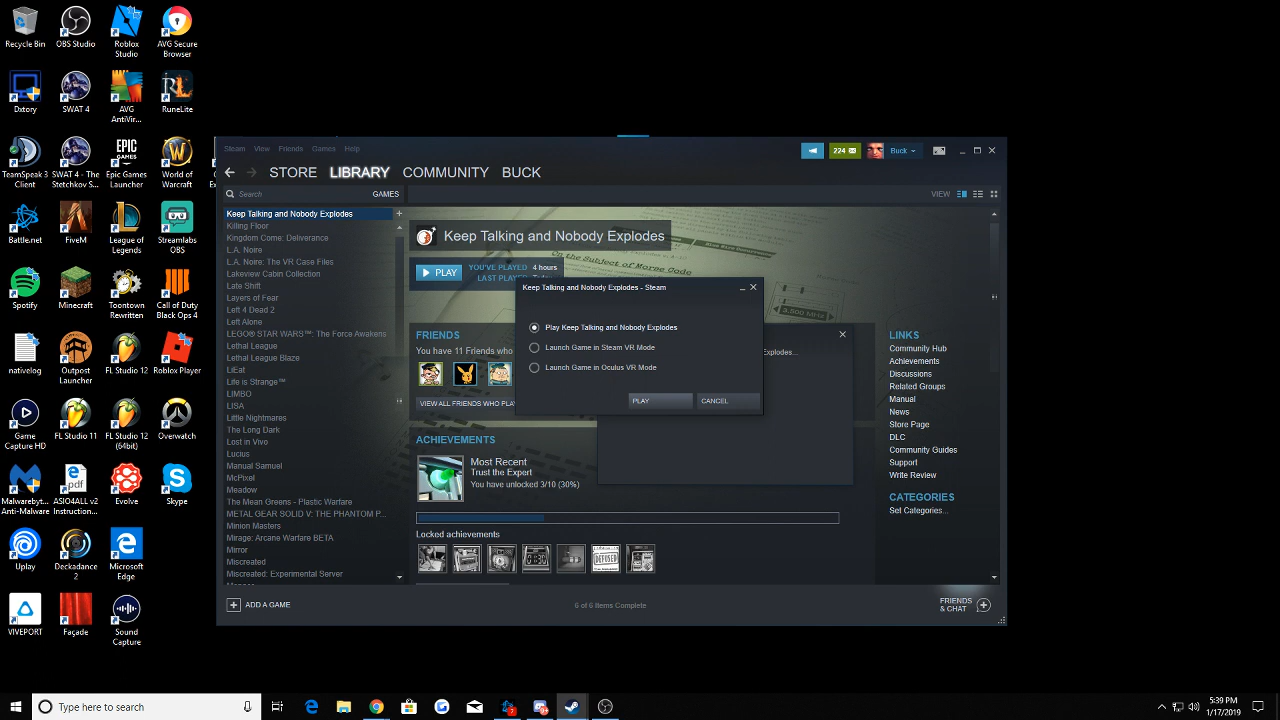 Recycle Bin
OBS Studio
Roblox Studio
AVG Secure Browser
Dxtory
SWAT 4
AVG AntiVir...
RuneLite
TeamSpeak 3 Client
SWAT 4 - The Stetchkov S...
Epic Games Launcher
World of Warcraft
Battle.net
FiveM
League of Legends
Streamlabs OBS
Spotify
Minecraft
Toontown Rewritten
Call of Duty Black Ops 4
nativelog
Outpost Launcher
FL Studio 12
Roblox Player
Game Capture HD
FL Studio 11
FL Studio 12 (64bit)
Overwatch
Malwarebyt... Anti-Malware
ASIO4ALL v2 Instruction...
Evolve
Skype
Uplay
Deckadance 2
Microsoft Edge
VIVEPORT
Façade
Sound Capture
Steam View Friends Games Help
224
Buck
STORE LIBRARY COMMUNITY BUCK
Search GAMES
VIEW
Keep Talking and Nobody Explodes
Killing Floor
Kingdom Come: Deliverance
L.A. Noire
L.A. Noire: The VR Case Files
Lakeview Cabin Collection
Late Shift
Layers of Fear
Left 4 Dead 2
Left Alone
LEGO® STAR WARS™: The Force Awakens
Lethal League
Lethal League Blaze
LiEat
Life is Strange™
LIMBO
LISA
Little Nightmares
The Long Dark
Lost in Vivo
Lucius
Manual Samuel
McPixel
Meadow
The Mean Greens - Plastic Warfare
METAL GEAR SOLID V: THE PHANTOM P...
Minion Masters
Mirage: Arcane Warfare BETA
Mirror
Miscreated
Miscreated: Experimental Server
Keep Talking and Nobody Explodes
On the Subject of Morse Code
3.500 MHz
PLAY
YOU'VE PLAYED 4 hours
LAST PLAYED
Keep Talking and Nobody Explodes - Steam
Play Keep Talking and Nobody Explodes
Launch Game in Steam VR Mode
Launch Game in Oculus VR Mode
PLAY CANCEL
Explodes...
FRIENDS
You have 11 Friends who
VIEW ALL FRIENDS WHO PLA
ACHIEVEMENTS
Most Recent
Trust the Expert
You have unlocked 3/10 (30%)
Locked achievements
0:30
DEFUSED
LINKS
Community Hub
Achievements
Discussions
Related Groups
Manual
News
Store Page
DLC
Community Guides
Support
Write Review
CATEGORIES
Set Categories...
ADD A GAME
6 of 6 Items Complete
FRIENDS & CHAT
Type here to search
5:39 PM
1/17/2019